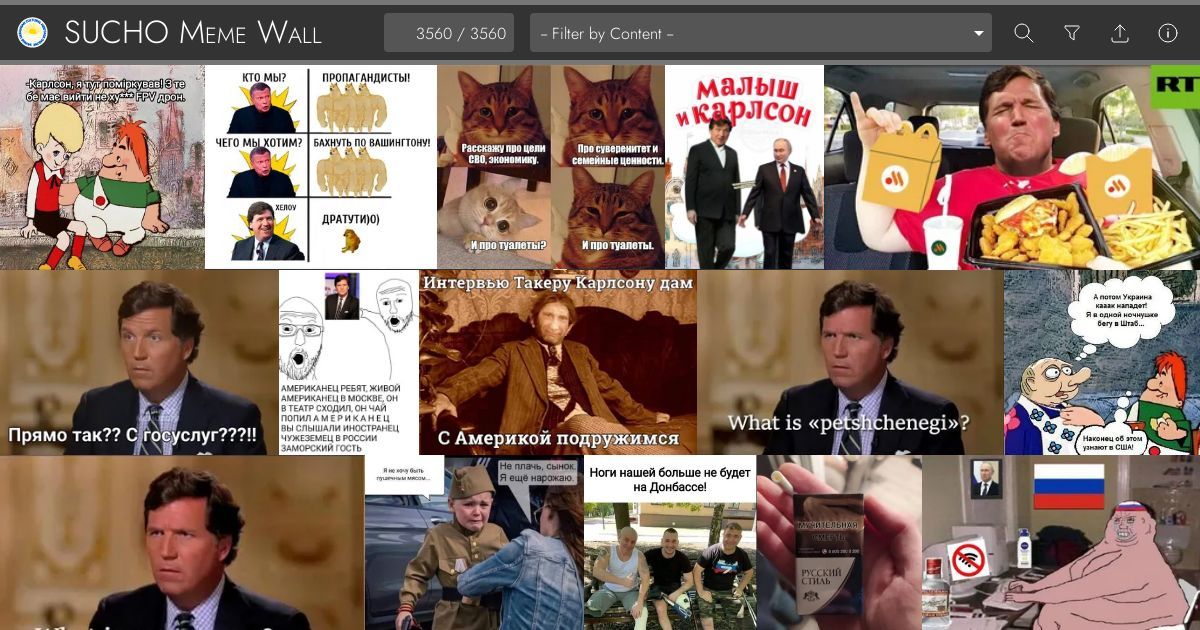 SUCHO MEME WALL
3560 / 3560
– Filter by Content –
-Карлсон, я тут поміркував! З те
бе має вийти не ху*** FPV дрон.
КТО МЫ?
ПРОПАГАНДИСТЫ!
ЧЕГО МЫ ХОТИМ?
БАХНУТЬ ПО ВАШИНГТОНУ!
ХЕЛОУ
ДРАТУТИ)0)
Расскажу про цели
СВО, экономику.
Про суверенитет и
семейные ценности.
И про туалеты?
И про туалеты.
МАЛЫШ
И КАРЛСОН
RT
Прямо так?? С госуслуг???!!
АМЕРИКАНЕЦ РЕБЯТ, ЖИВОЙ
АМЕРИКАНЕЦ В МОСКВЕ, ОН
В ТЕАТР СХОДИЛ, ОН ЧАЙ
ПОПИЛ А М Е Р И К А Н Е Ц
ВЫ СЛЫШАЛИ ИНОСТРАНЕЦ
ЧУЖЕЗЕМЕЦ В РОССИИ
ЗАМОРСКИЙ ГОСТЬ
Интервью Такеру Карлсону дам
С Америкой подружимся
What is «petshchenegi»?
А потом Украина
кааак нападет!
Я в одной ночнушке
бегу в Штаб...
Наконец об этом
узнают в США!
Я не хочу быть
пушечным мясом...
Не плачь, сынок.
Я ещё нарожаю.
Ноги нашей больше не будет
на Донбассе!
МУЧИТЕЛЬНАЯ
СМЕРТЬ
РУССКИЙ
СТИЛЬ